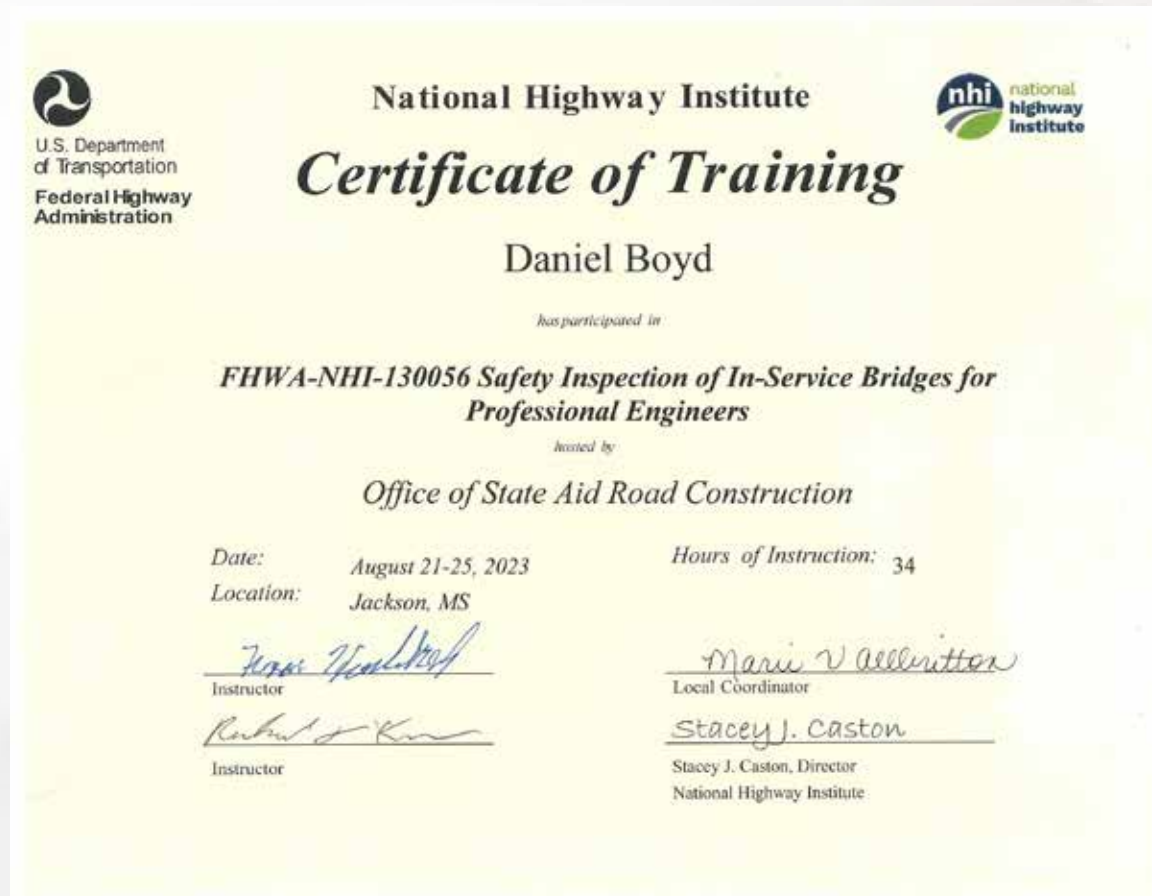 U.S. Department
of Transportation
Federal Highway
Administration
National Highway Institute
nhi national
highway
institute
Certificate of Training
Daniel Boyd
has participated in
FHWA-NHI-130056 Safety Inspection of In-Service Bridges for
Professional Engineers
hosted by
Office of State Aid Road Construction
Date: August 21-25, 2023
Hours of Instruction: 34
Location: Jackson, MS
Instructor
Marie V Allbritton
Local Coordinator
Instructor
Stacey J. Caston
Stacey J. Caston, Director
National Highway Institute